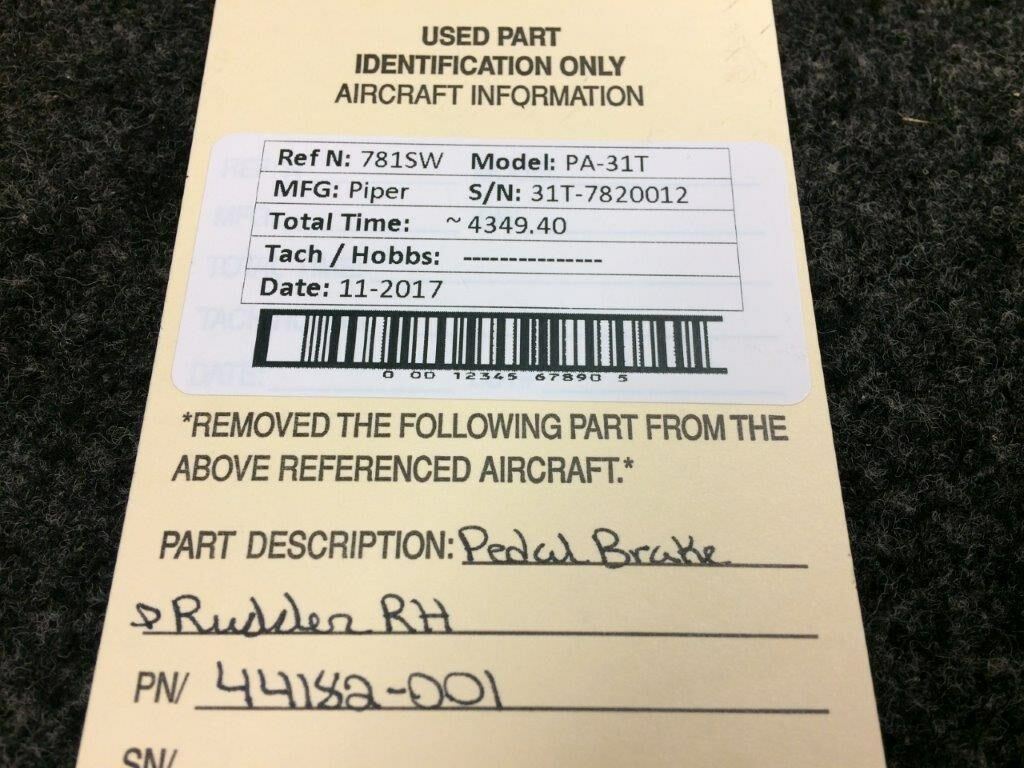 USED PART
IDENTIFICATION ONLY
AIRCRAFT INFORMATION
Ref N: 781SW Model: PA-31T
MFG: Piper S/N: 31T-7820012
Total Time: ~ 4349.40
Tach / Hobbs: ---------------
Date: 11-2017
0 00 12345 67890 5
*REMOVED THE FOLLOWING PART FROM THE
ABOVE REFERENCED AIRCRAFT.*
PART DESCRIPTION: Pedal Brake
& Rudder RH
PN/ 44182-001
SN/